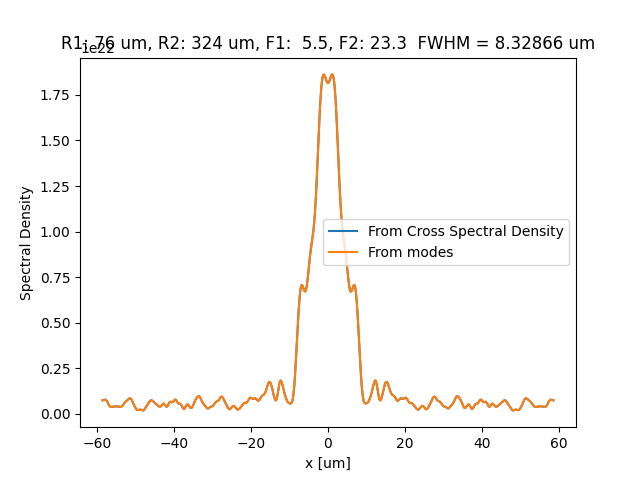 R1: 76 um, R2: 324 um, F1:  5.5, F2: 23.3  FWHM = 8.32866 um
1e22
1.75
1.50
1.25
1.00
0.75
0.50
0.25
0.00
Spectral Density
From Cross Spectral Density
From modes
−60 −40 −20 0 20 40 60
x [um]